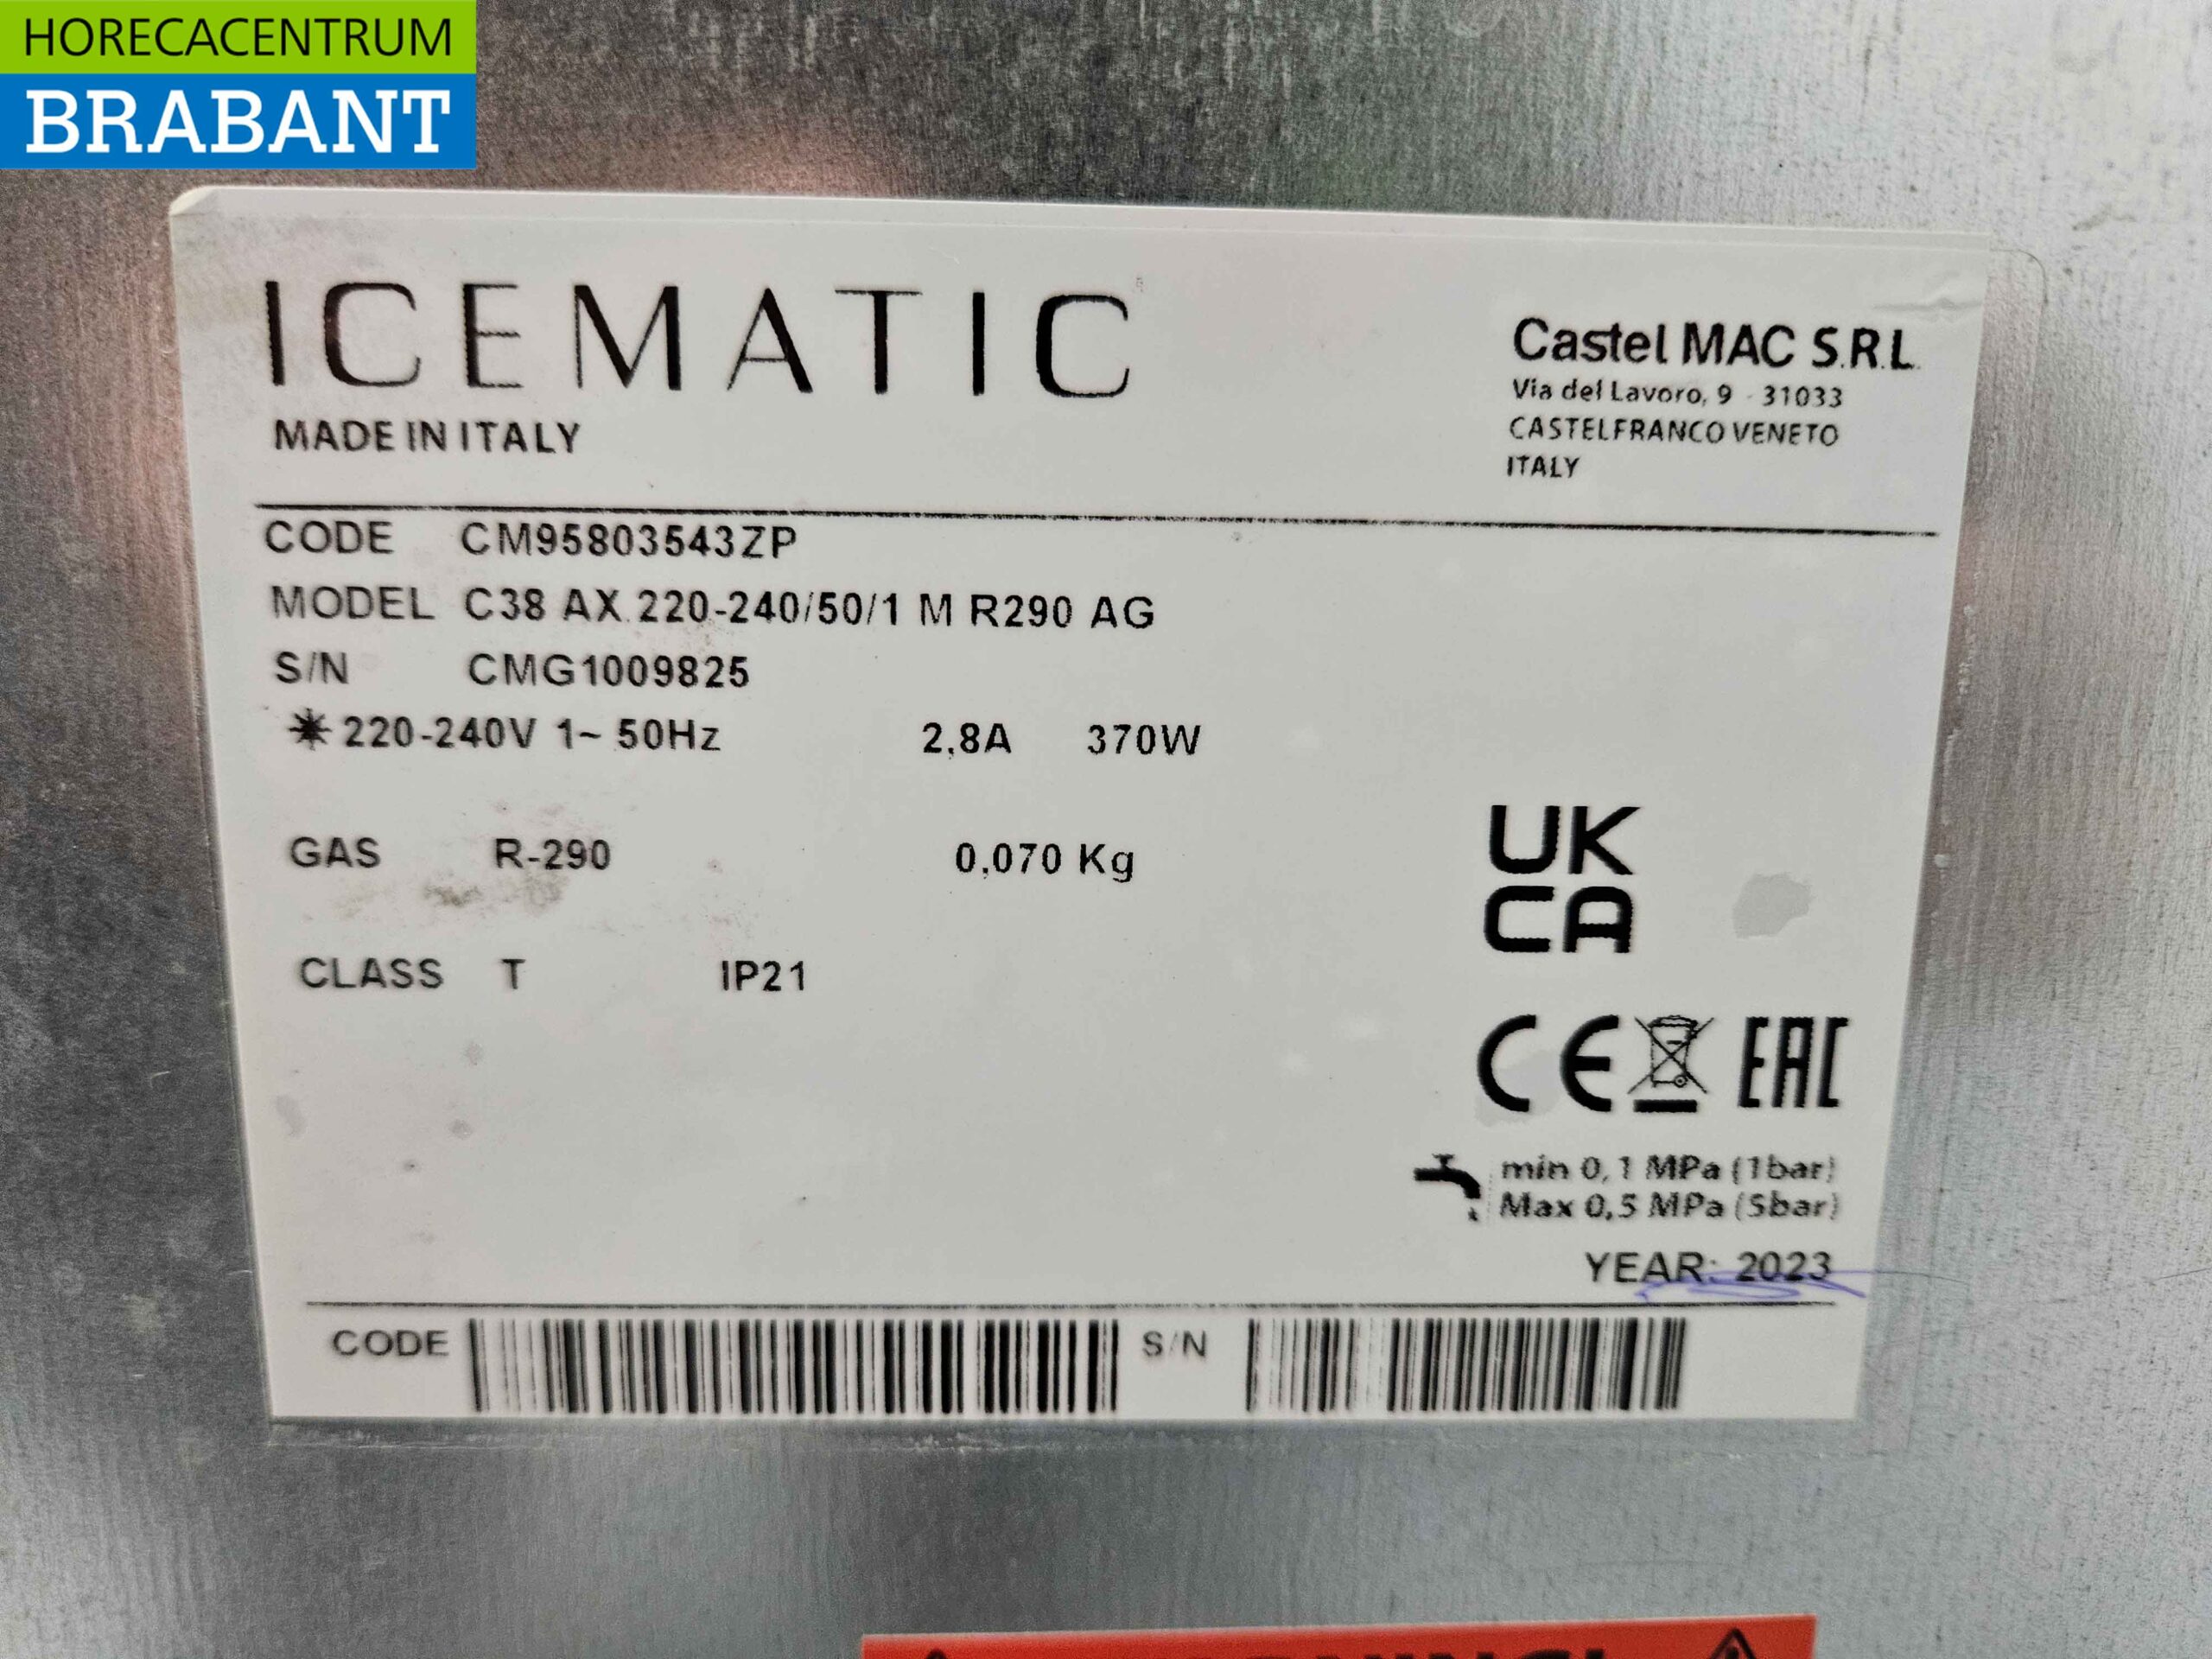 HORECACENTRUM
BRABANT
ICEMATIC
MADE IN ITALY
Castel MAC S.R.L.
Via del Lavoro, 9 - 31033
CASTELFRANCO VENETO
ITALY
CODE CM95803543ZP
MODEL C38 AX 220-240/50/1 M R290 AG
S/N CMG1009825
220-240V 1~ 50Hz 2,8A 370W
GAS R-290 0,070 Kg
CLASS T IP21
UK
CA
CE EAC
min 0,1 MPa (1bar)
Max 0,5 MPa (5bar)
YEAR: 2023
CODE S/N